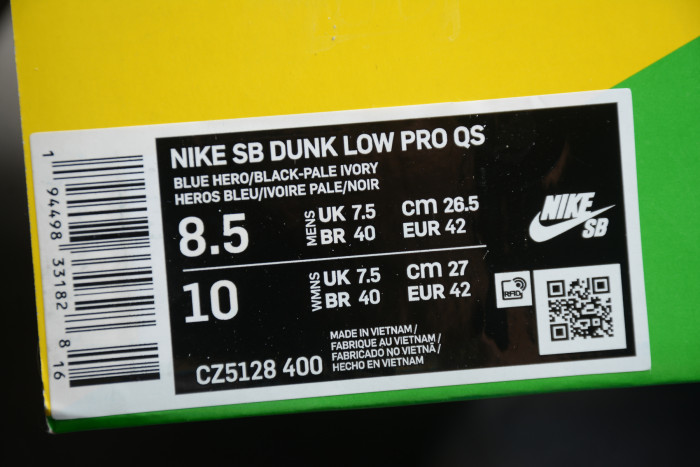 NIKE SB DUNK LOW PRO QS
BLUE HERO/BLACK-PALE IVORY
HEROS BLEU/IVOIRE PALE/NOIR
8.5 MENS UK 7.5 cm 26.5
BR 40 EUR 42
10 WMNS UK 7.5 cm 27
BR 40 EUR 42
NIKE
SB
RFID
CZ5128 400
MADE IN VIETNAM /
FABRIQUE AU VIETNAM /
FABRICADO NO VIETNÃ /
HECHO EN VIETNAM
1 94498 33182 8 16